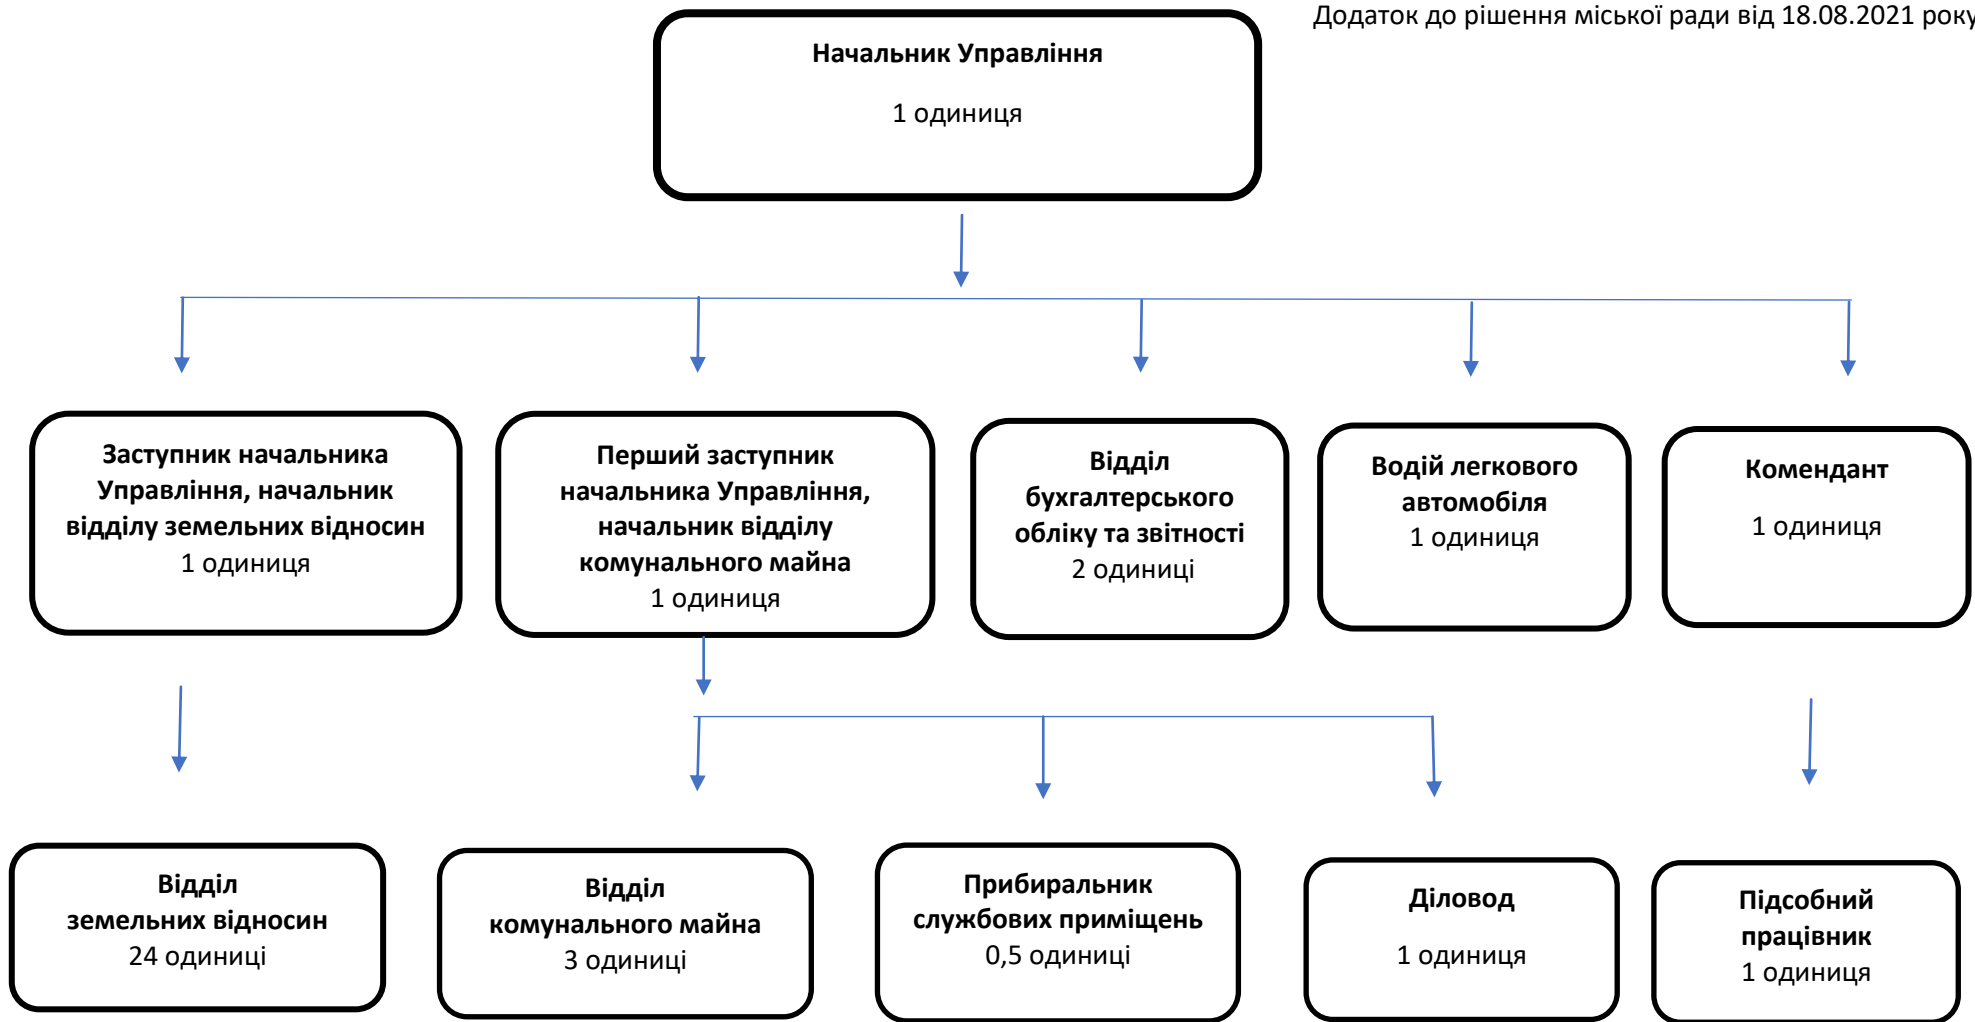 Додаток до рішення міської ради від 18.08.2021 року
Начальник Управління
1 одиниця
Заступник начальника
Управління, начальник
відділу земельних відносин
1 одиниця
Перший заступник
начальника Управління,
начальник відділу
комунального майна
1 одиниця
Відділ
бухгалтерського
обліку та звітності
2 одиниці
Водій легкового
автомобіля
1 одиниця
Комендант
1 одиниця
Відділ
земельних відносин
24 одиниці
Відділ
комунального майна
3 одиниці
Прибиральник
службових приміщень
0,5 одиниці
Діловод
1 одиниця
Підсобний
працівник
1 одиниця